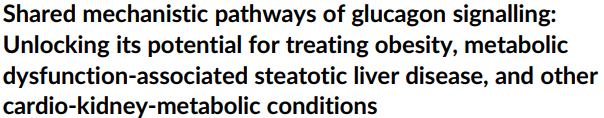 Shared mechanistic pathways of glucagon signalling:
Unlocking its potential for treating obesity, metabolic
dysfunction-associated steatotic liver disease, and other
cardio-kidney-metabolic conditions